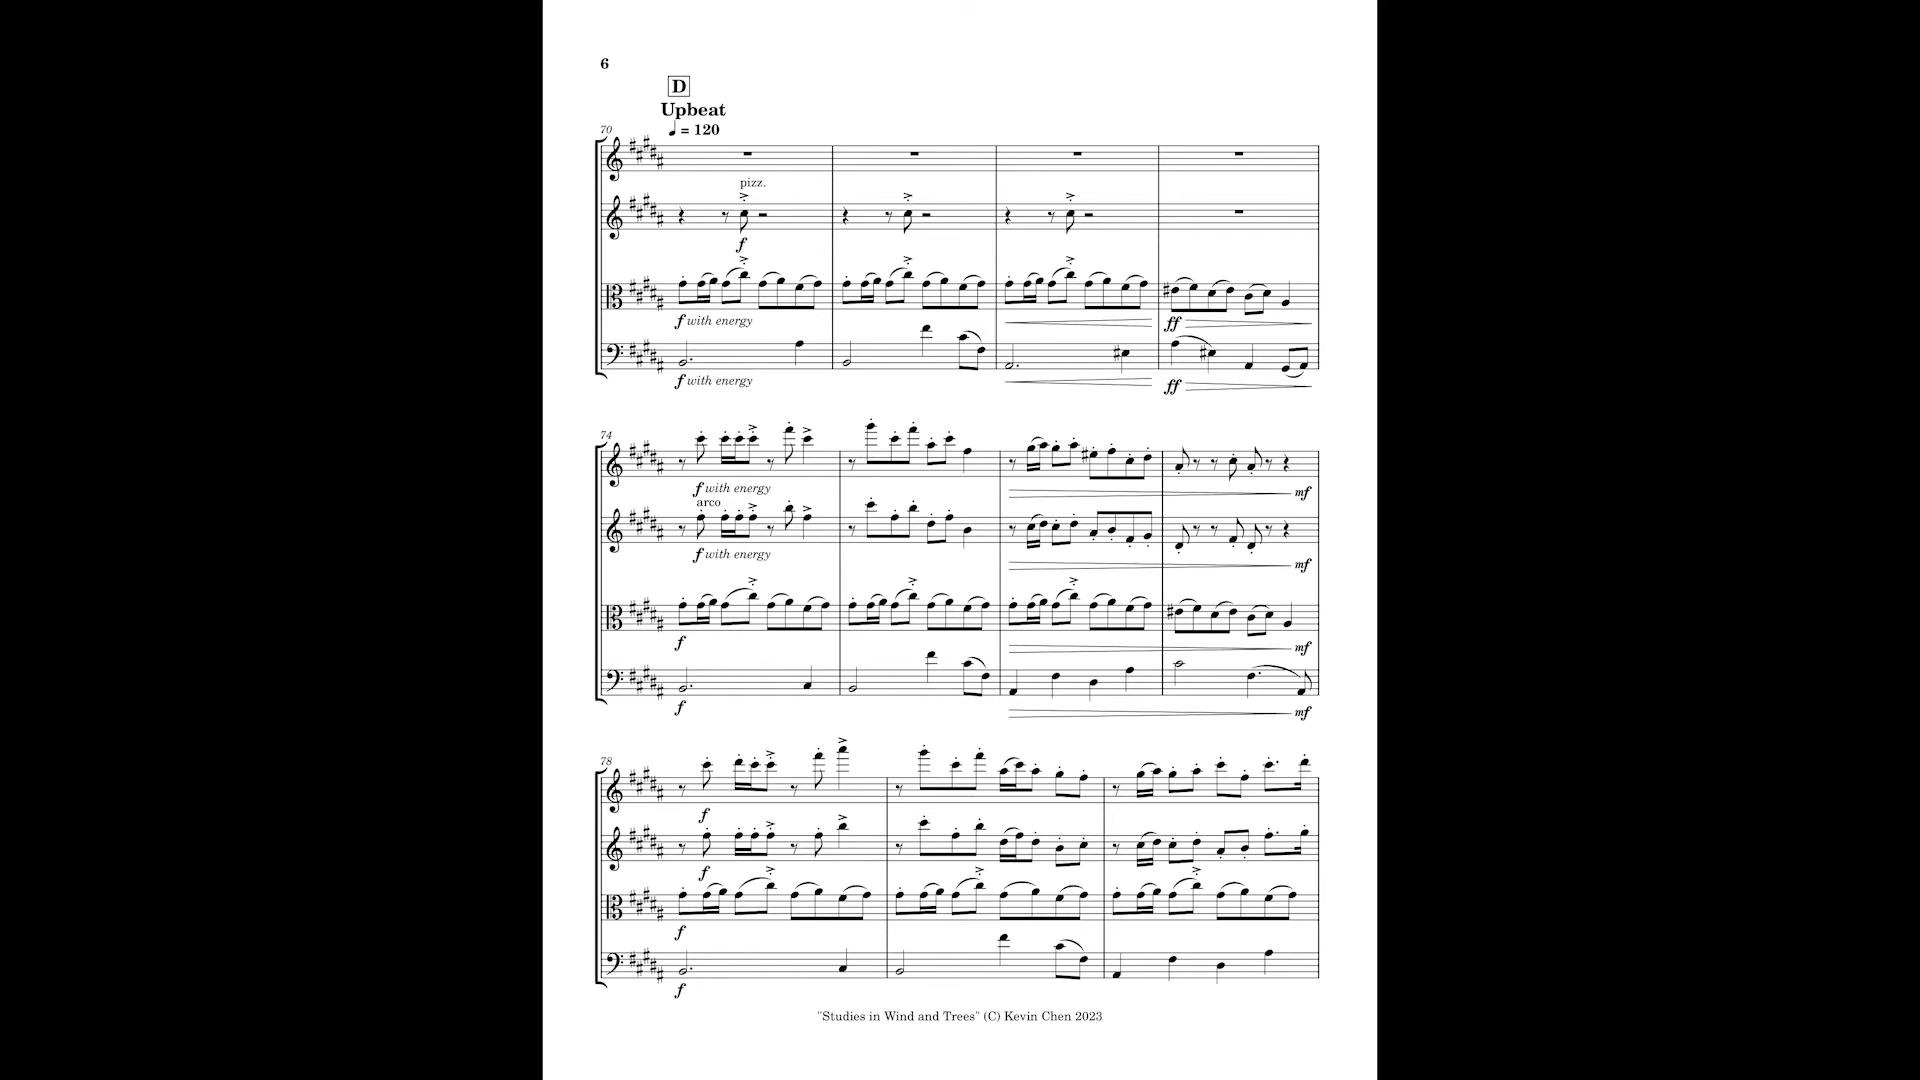 6
D
Upbeat
♩ = 120
70
pizz.
f
f with energy
ff
f with energy
ff
74
f with energy
mf
arco
f with energy
mf
f
mf
f
mf
78
f
f
f
f
"Studies in Wind and Trees" (C) Kevin Chen 2023